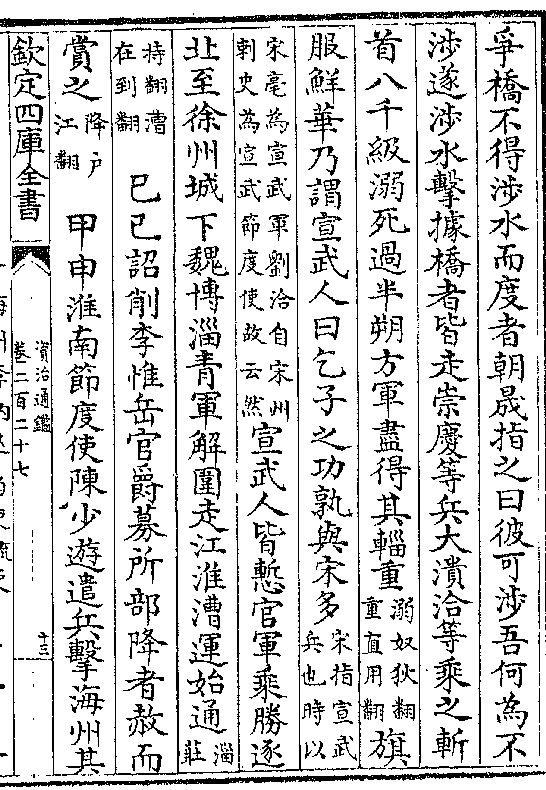 爭橋不得涉水而度者朝晟指之曰彼可涉吾何為不
涉遂涉水擊據橋者皆走崇慶等兵大潰洽等乘之斬
首八千級溺死過半朔方軍盡得其輜重溺奴狄翻重直用翻旗
服鮮華乃謂宣武人曰乞子之功孰與宋多宋指宣武兵也時以
宋亳為宣武軍劉洽自宋州刺史為宣武節度使故云然宣武人皆慙官軍乘勝逐
北至徐州城下魏博淄青軍解圍走江淮漕運始通淄莊
持翻漕在到翻 已巳詔削李惟岳官爵募所部降者赦而
賞之降戶江翻 甲申淮南節度使陳少遊遣兵擊海州其
欽定四庫全書
資治通鑑
卷二百二十七
十三